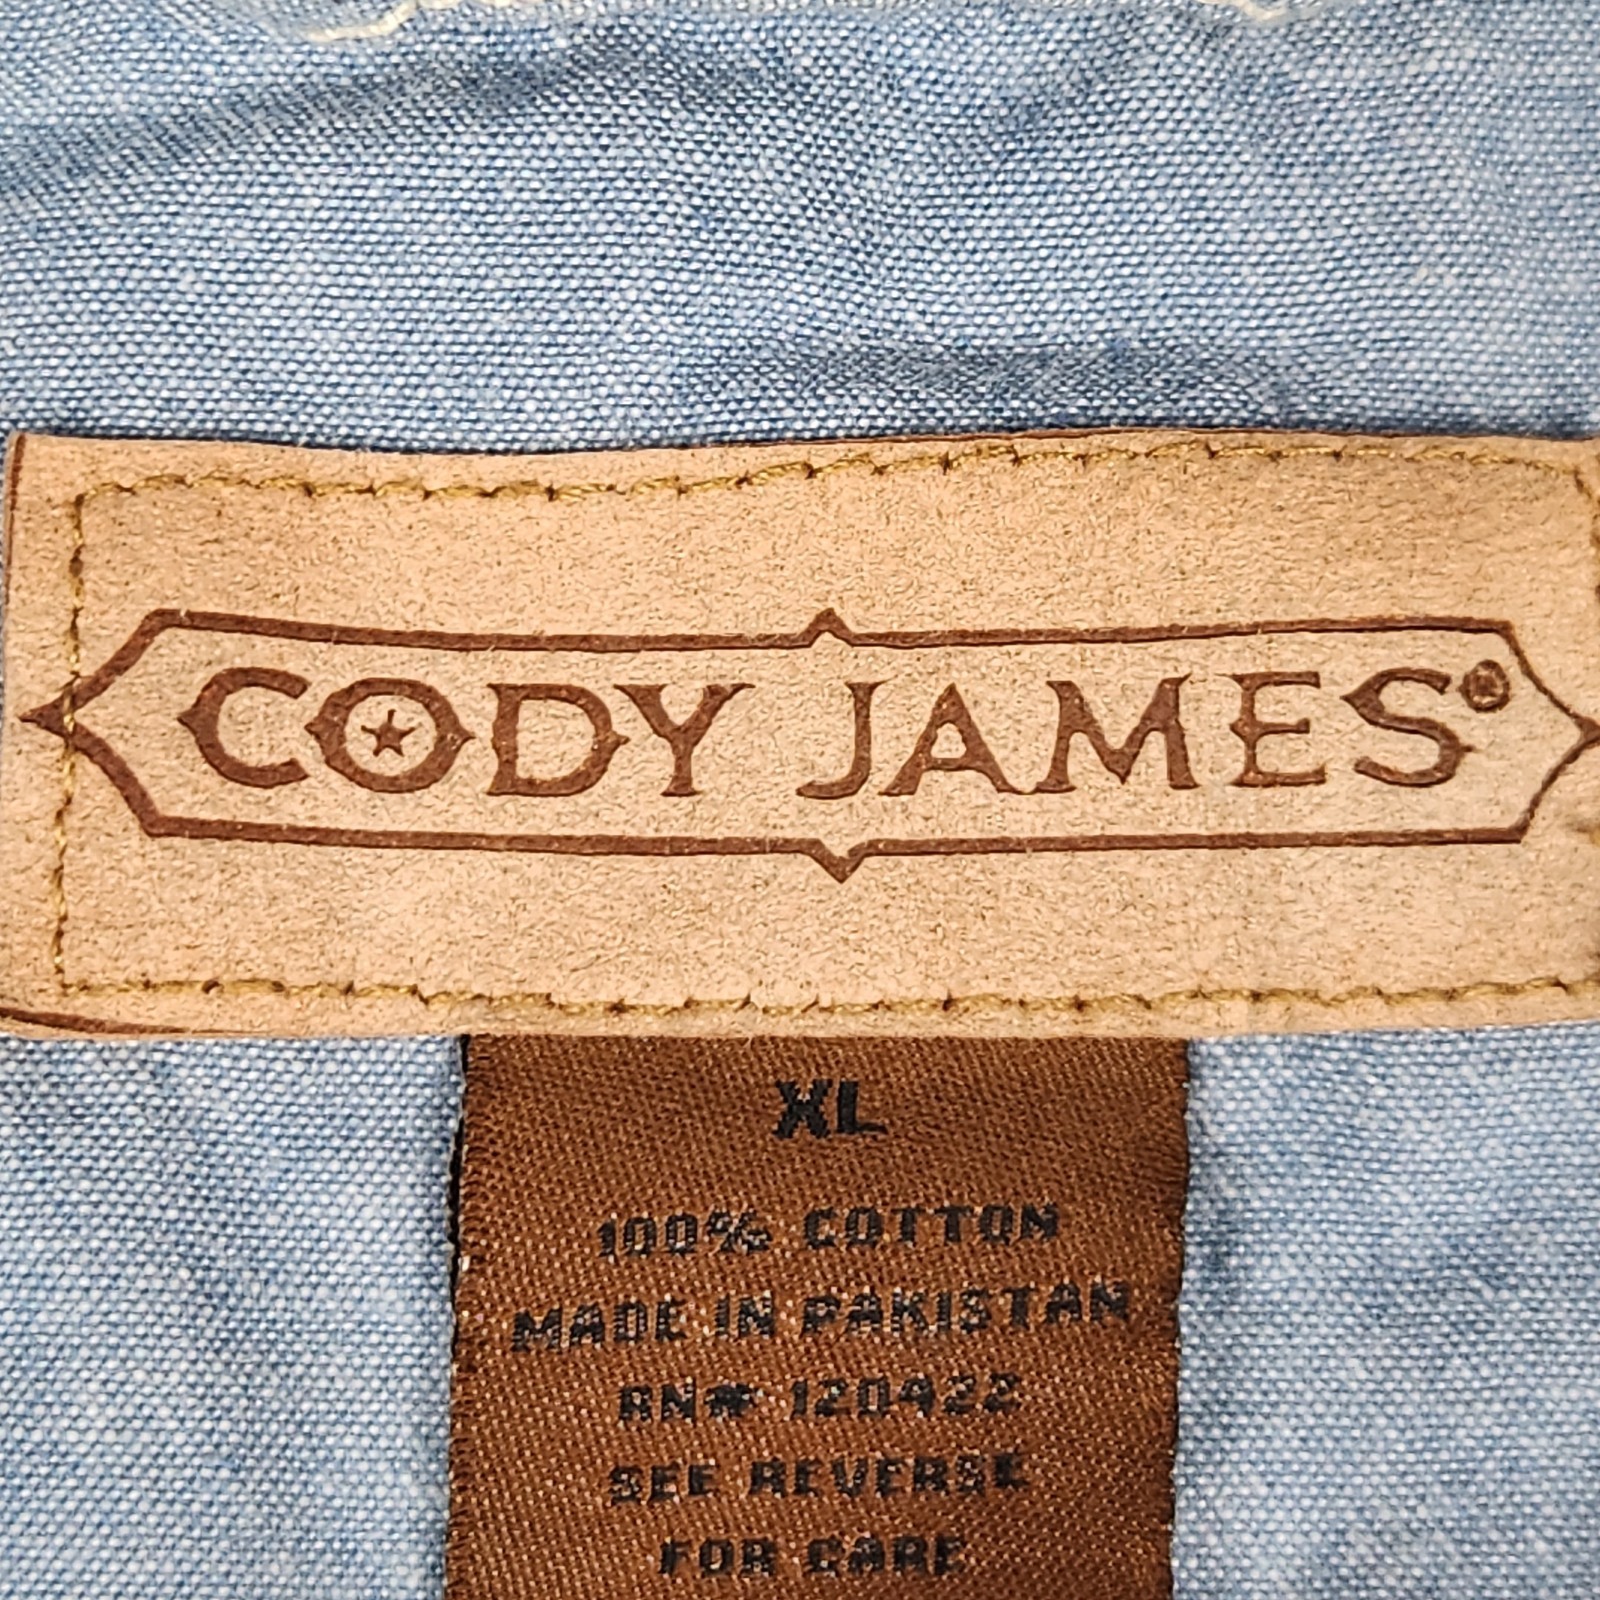 CODY JAMES®
XL
100% COTTON
MADE IN PAKISTAN
RN# 120422
SEE REVERSE
FOR CARE